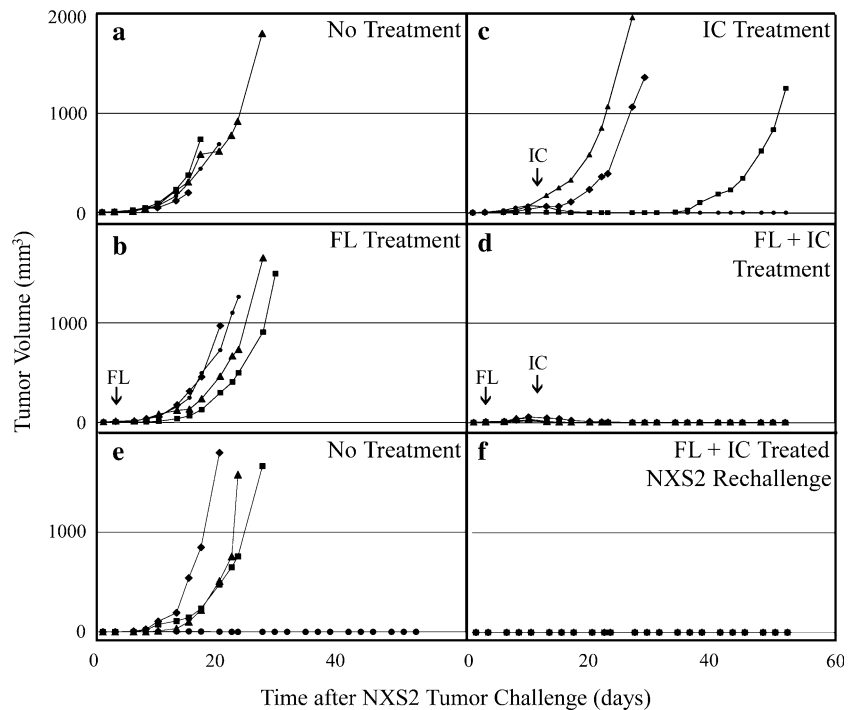 2000
a
No Treatment
c
IC Treatment
1000
IC
0
b
FL Treatment
d
FL + IC
Treatment
1000
FL
FL
IC
0
e
No Treatment
f
FL + IC Treated
NXS2 Rechallenge
1000
0
0
20
40
0
20
40
60
Tumor Volume (mm³)
Time after NXS2 Tumor Challenge (days)